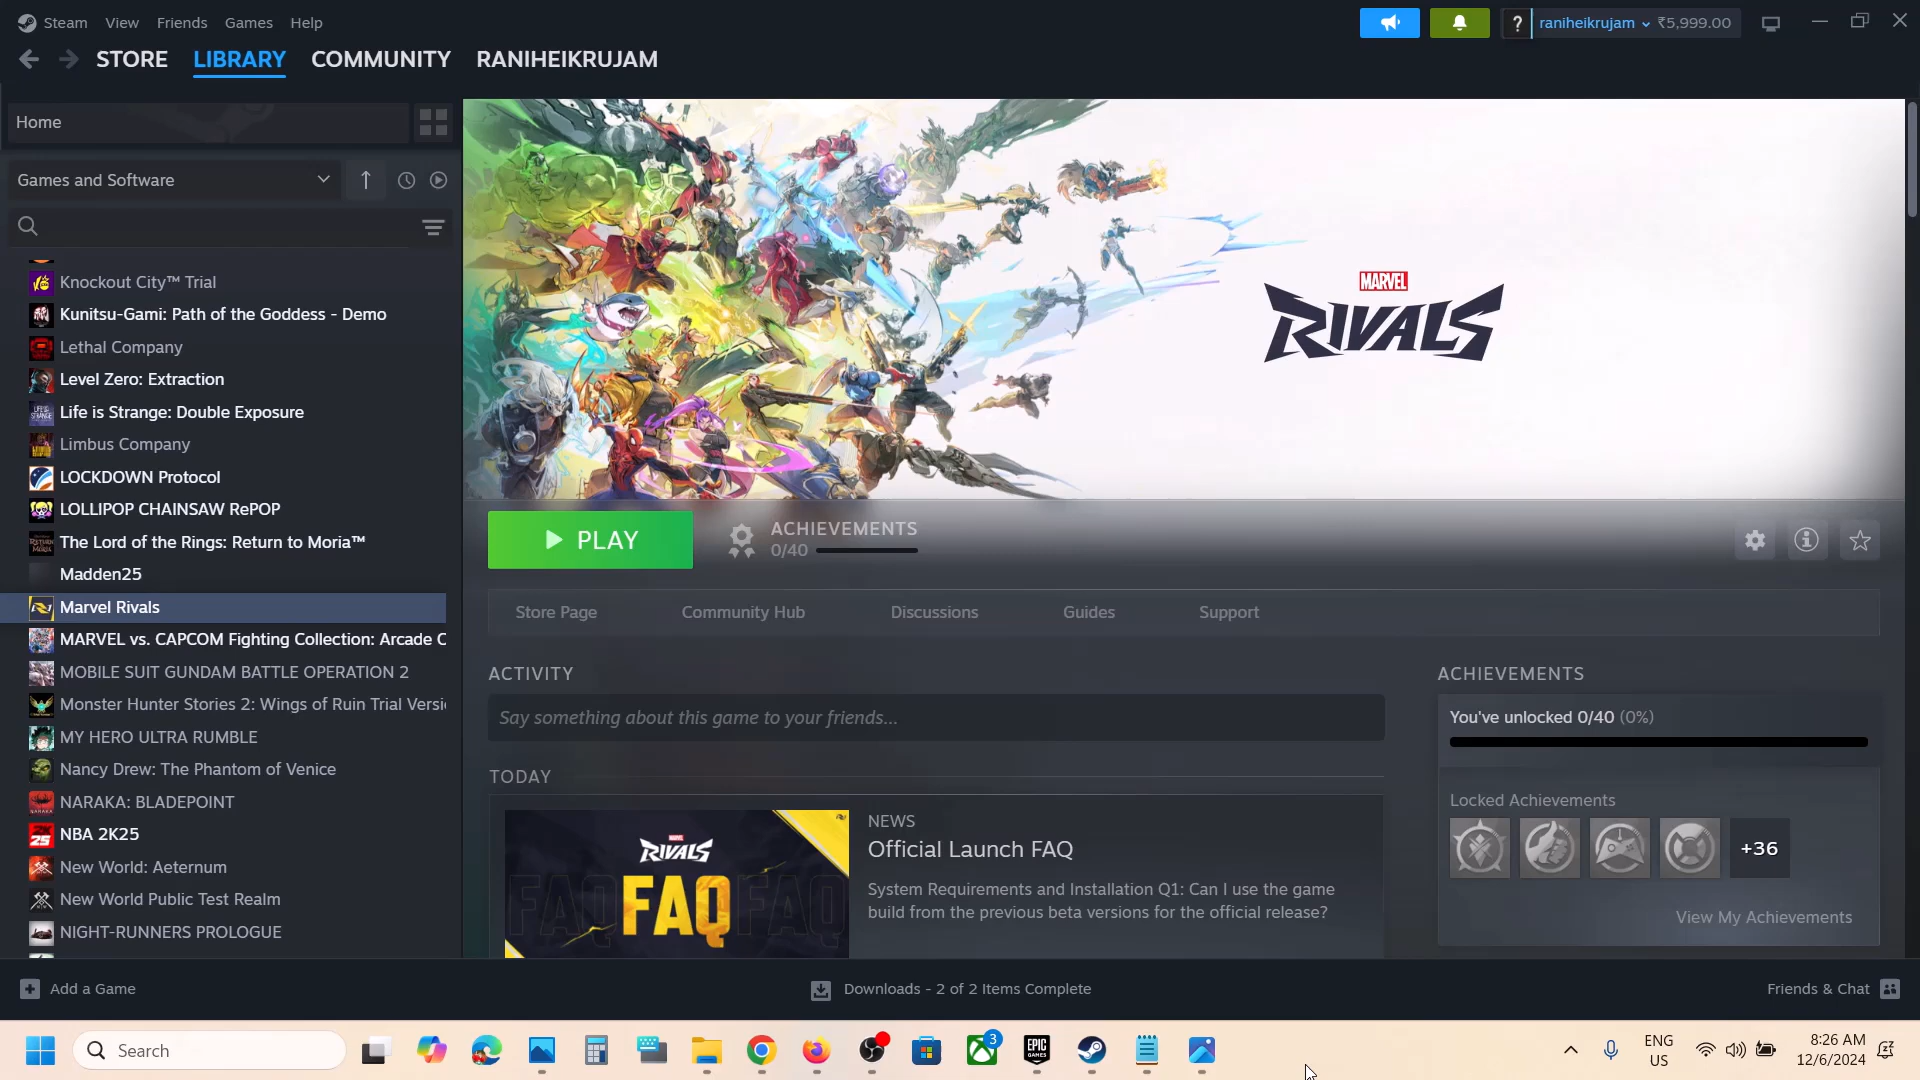 Steam View Friends Games Help
? raniheikrujam ₹5,999.00
STORE LIBRARY COMMUNITY RANIHEIKRUJAM
Home
Games and Software
Knockout City™ Trial
Kunitsu-Gami: Path of the Goddess - Demo
Lethal Company
Level Zero: Extraction
Life is Strange: Double Exposure
Limbus Company
LOCKDOWN Protocol
LOLLIPOP CHAINSAW RePOP
The Lord of the Rings: Return to Moria™
Madden25
Marvel Rivals
MARVEL vs. CAPCOM Fighting Collection: Arcade C
MOBILE SUIT GUNDAM BATTLE OPERATION 2
Monster Hunter Stories 2: Wings of Ruin Trial Versi
MY HERO ULTRA RUMBLE
Nancy Drew: The Phantom of Venice
NARAKA: BLADEPOINT
NBA 2K25
New World: Aeternum
New World Public Test Realm
NIGHT-RUNNERS PROLOGUE
MARVEL
RIVALS
PLAY
ACHIEVEMENTS
0/40
Store Page Community Hub Discussions Guides Support
ACTIVITY
Say something about this game to your friends...
TODAY
MARVEL
RIVALS
FAQ
NEWS
Official Launch FAQ
System Requirements and Installation Q1: Can I use the game
build from the previous beta versions for the official release?
ACHIEVEMENTS
You've unlocked 0/40 (0%)
Locked Achievements
+36
View My Achievements
Add a Game
Downloads - 2 of 2 Items Complete
Friends & Chat
Search
3
EPIC
GAMES
ENG
US
8:26 AM
12/6/2024